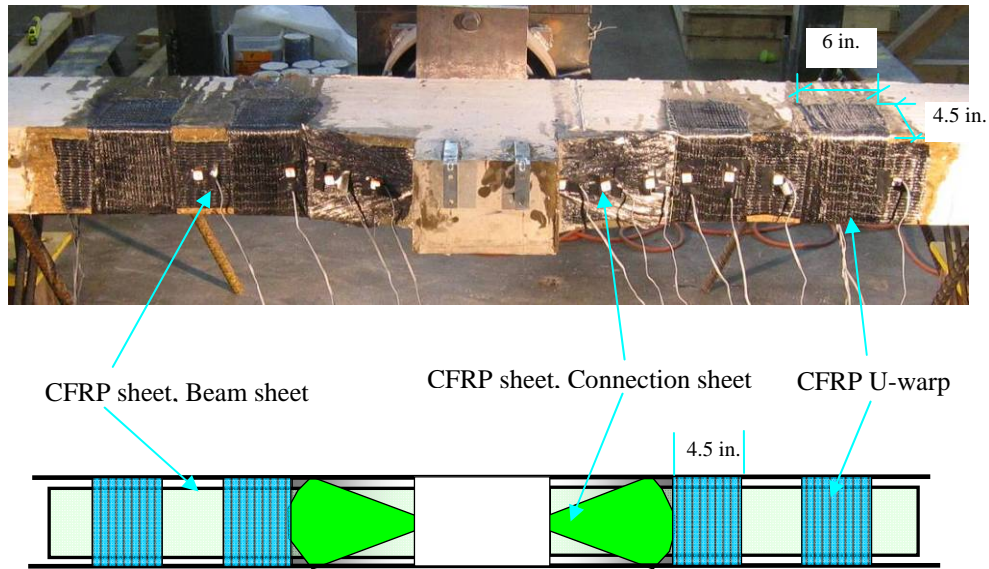 6 in.
4.5 in.
CFRP sheet, Beam sheet
CFRP sheet, Connection sheet
CFRP U-warp
4.5 in.